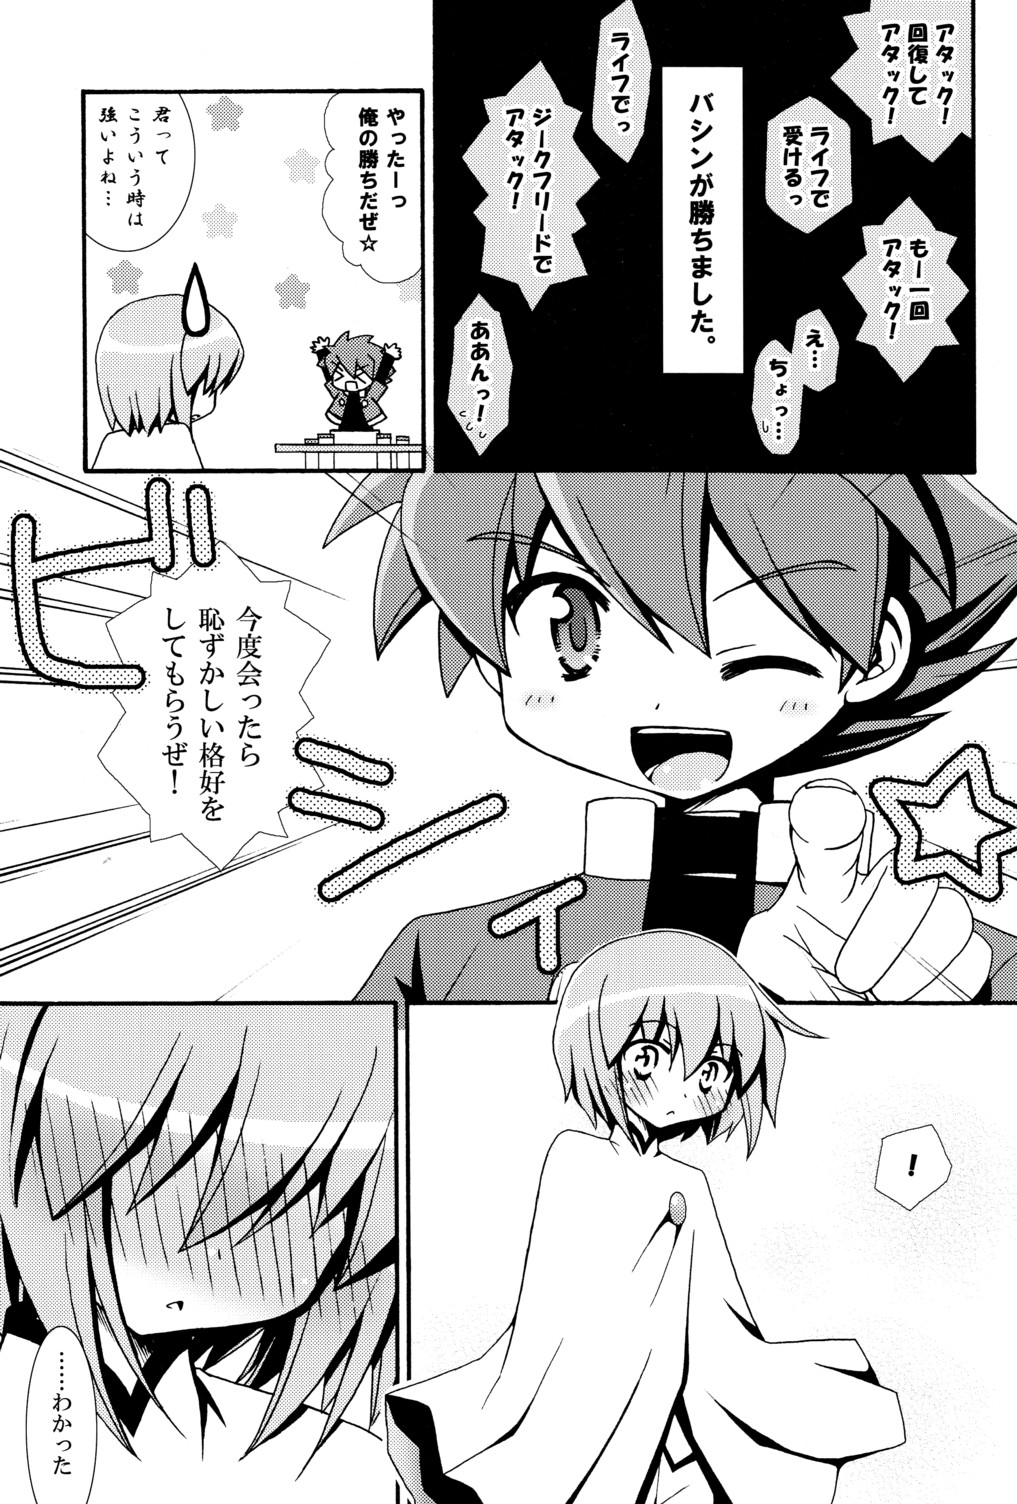 アタック！
回復して
アタック！
ライフで
受けるっ
もー一回
アタック！
え…
ちょっ…
バシンが勝ちました。
ライフでっ
ジークフリードで
アタック！
ああんっ！
やったーっ
俺の勝ちだぜ☆
君って
こういう時は
強いよね…
ビシィ☆
今度会ったら
恥ずかしい格好を
してもらうぜ！
！
……わかった